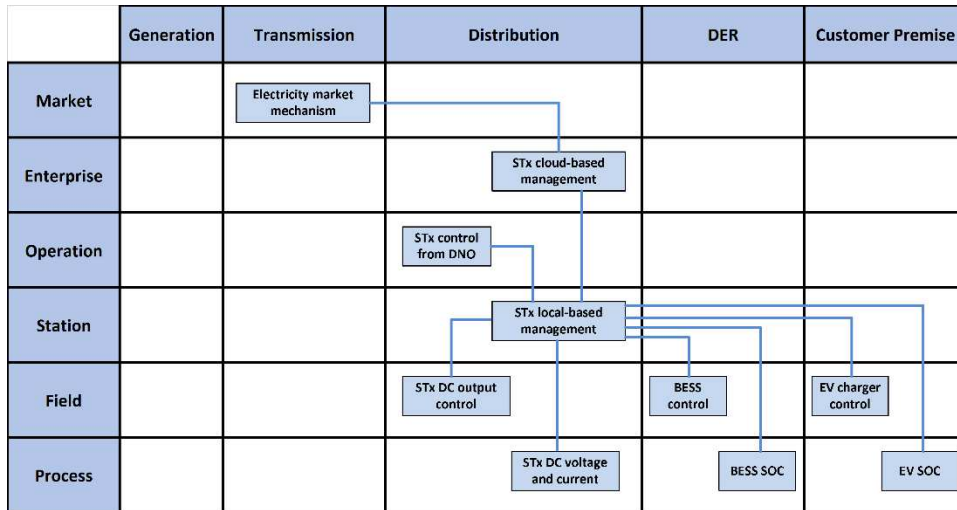 Generation Transmission Distribution DER Customer Premise
Market
Electricity market
mechanism
Enterprise
STx cloud-based
management
Operation
STx control
from DNO
Station
STx local-based
management
Field
STx DC output
control
BESS
control
EV charger
control
Process
STx DC voltage
and current
BESS SOC
EV SOC